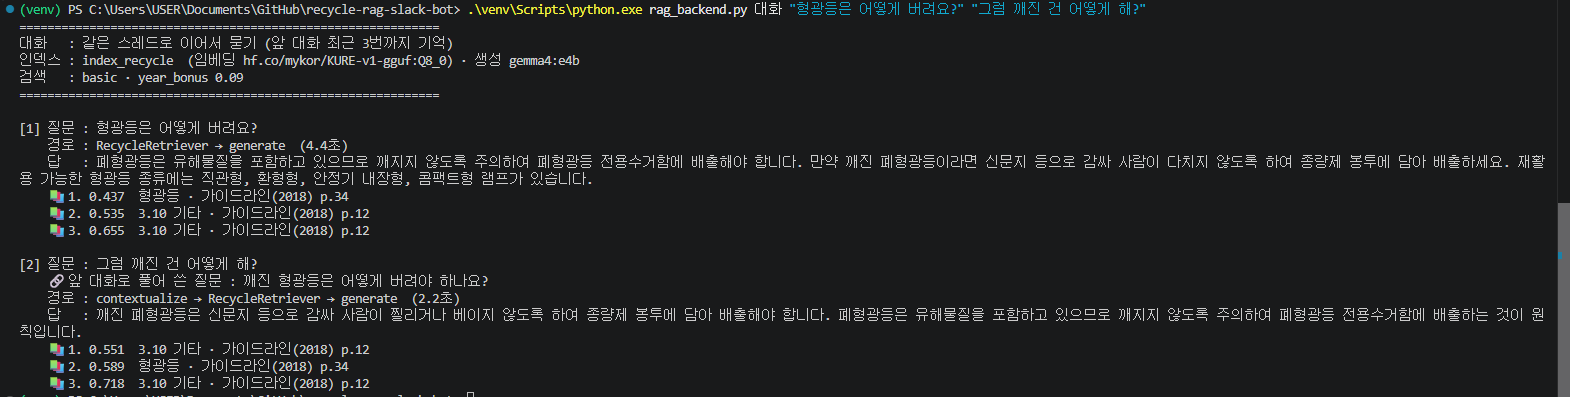 (venv) PS C:\Users\USER\Documents\GitHub\recycle-rag-slack-bot> .\venv\Scripts\python.exe rag_backend.py 대화 "형광등은 어떻게 버려요?" "그럼 깨진 건 어떻게 해?"
============================================================
대화 : 같은 스레드로 이어서 묻기 (앞 대화 최근 3번까지 기억)
인덱스 : index_recycle (임베딩 hf.co/mykor/KURE-v1-gguf:Q8_0) · 생성 gemma4:e4b
검색 : basic · year_bonus 0.09
============================================================
[1] 질문 : 형광등은 어떻게 버려요?
경로 : RecycleRetriever → generate (4.4초)
답 : 폐형광등은 유해물질을 포함하고 있으므로 깨지지 않도록 주의하여 폐형광등 전용수거함에 배출해야 합니다. 만약 깨진 폐형광등이라면 신문지 등으로 감싸 사람이 다치지 않도록 하여 종량제 봉투에 담아 배출하세요. 재활
용 가능한 형광등 종류에는 직관형, 환형형, 안정기 내장형, 콤팩트형 램프가 있습니다.
1. 0.437 형광등 · 가이드라인(2018) p.34
2. 0.535 3.10 기타 · 가이드라인(2018) p.12
3. 0.655 3.10 기타 · 가이드라인(2018) p.12
[2] 질문 : 그럼 깨진 건 어떻게 해?
앞 대화로 풀어 쓴 질문 : 깨진 형광등은 어떻게 버려야 하나요?
경로 : contextualize → RecycleRetriever → generate (2.2초)
답 : 깨진 폐형광등은 신문지 등으로 감싸 사람이 찔리거나 베이지 않도록 하여 종량제 봉투에 담아 배출해야 합니다. 폐형광등은 유해물질을 포함하고 있으므로 깨지지 않도록 주의하여 폐형광등 전용수거함에 배출하는 것이 원
칙입니다.
1. 0.551 3.10 기타 · 가이드라인(2018) p.12
2. 0.589 형광등 · 가이드라인(2018) p.34
3. 0.718 3.10 기타 · 가이드라인(2018) p.12